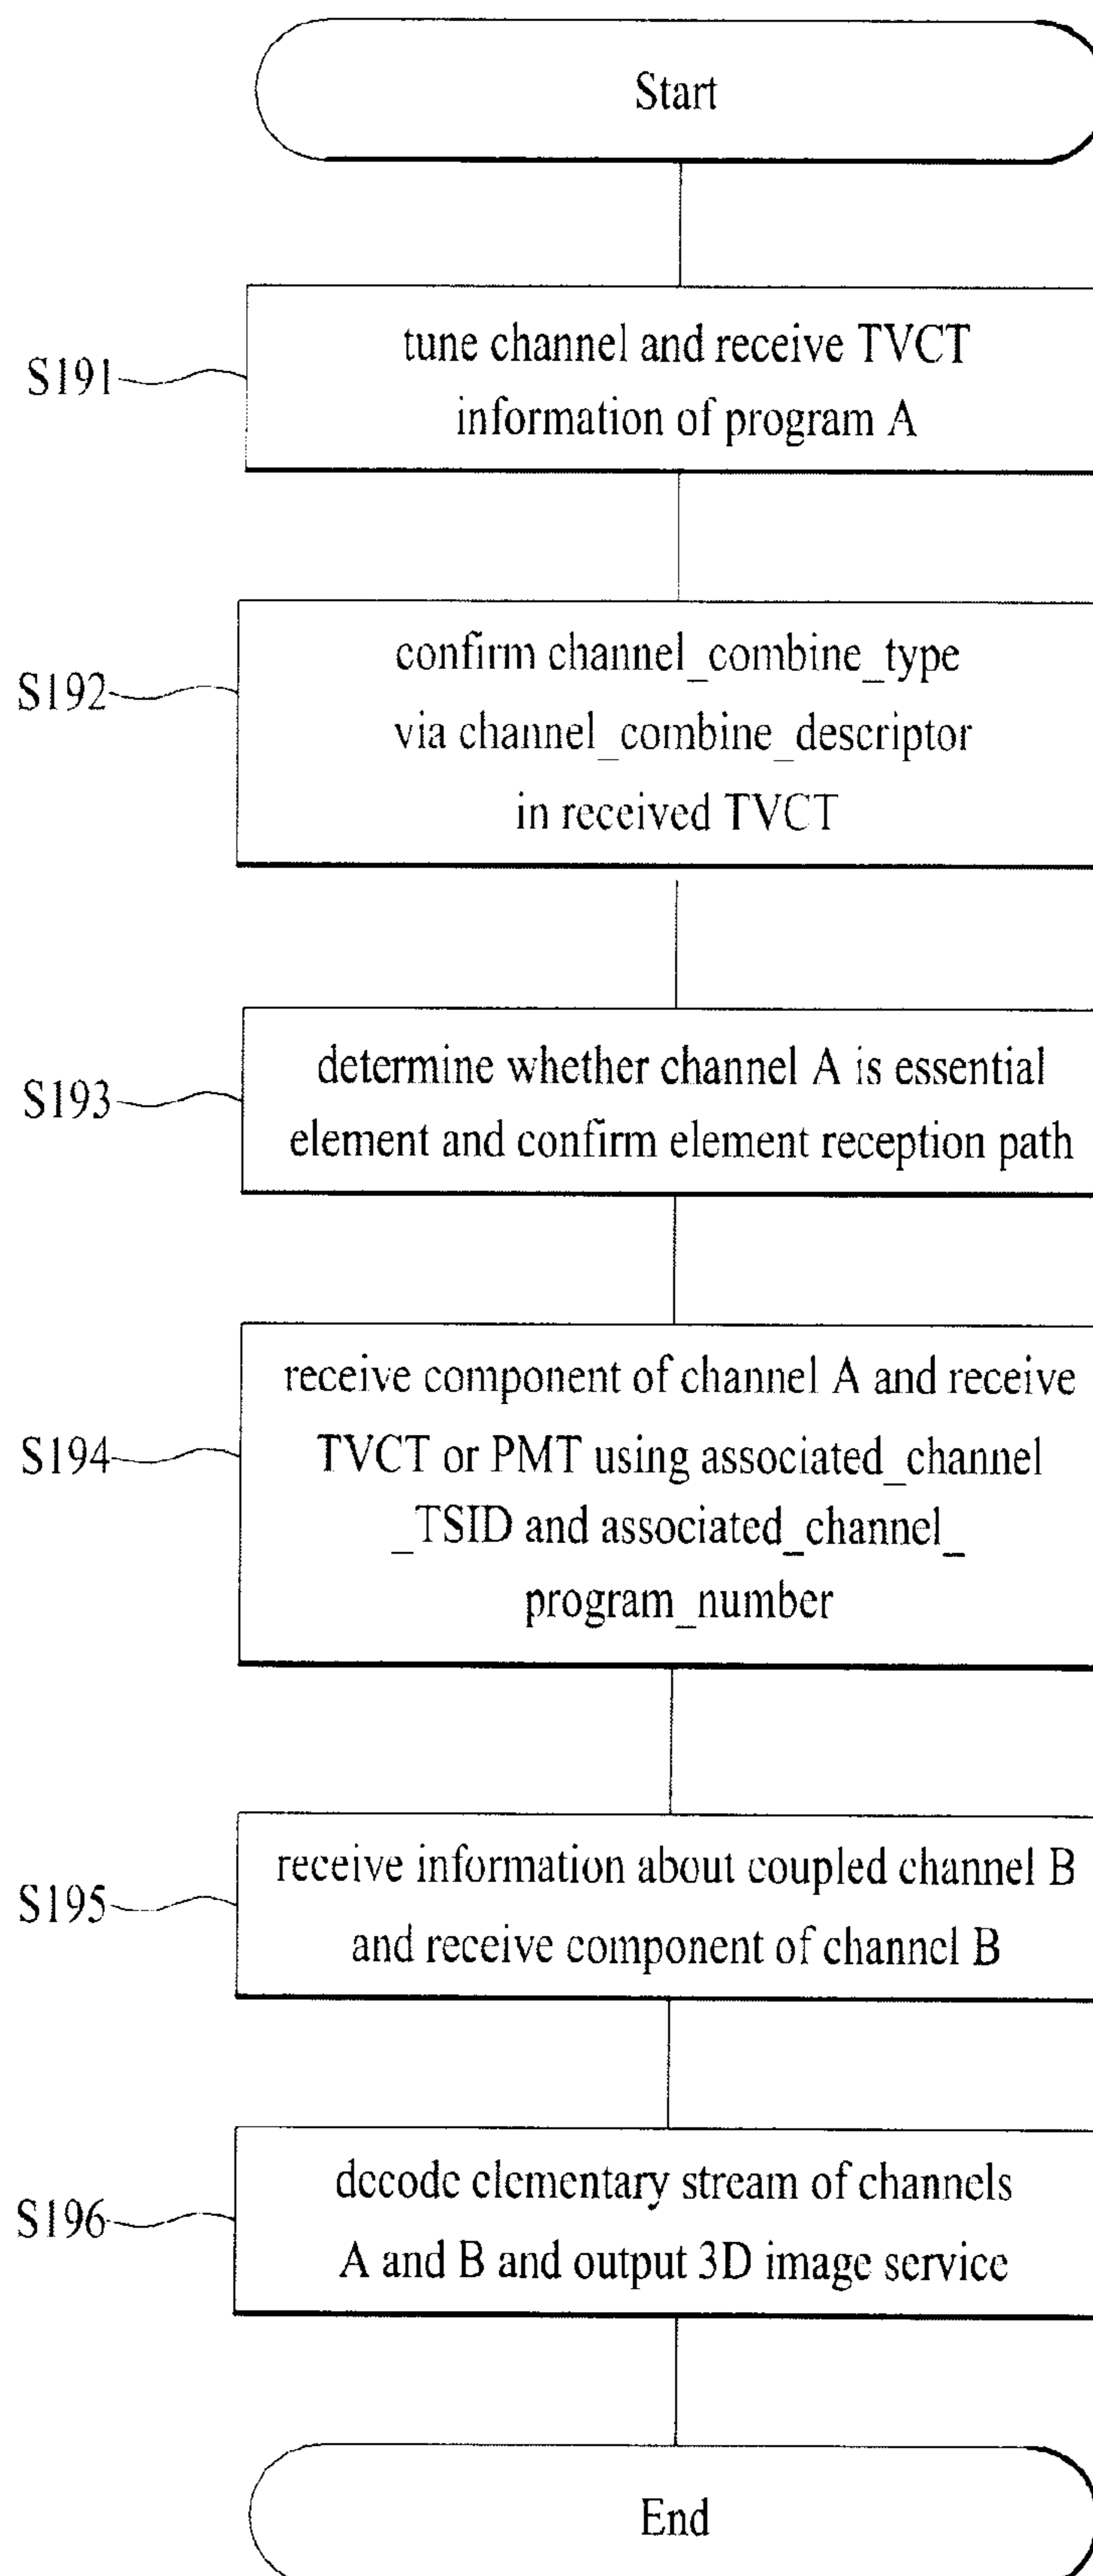 Start
S191
tune channel and receive TVCT
information of program A
S192
confirm channel_combine_type
via channel_combine_descriptor
in received TVCT
S193
determine whether channel A is essential
element and confirm element reception path
S194
receive component of channel A and receive
TVCT or PMT using associated_channel
_TSID and associated_channel_
program_number
S195
receive information about coupled channel B
and receive component of channel B
S196
decode elementary stream of channels
A and B and output 3D image service
End